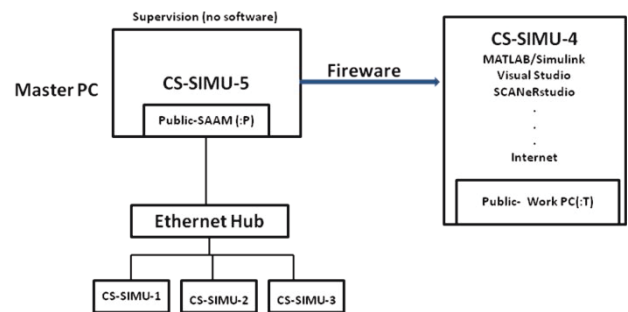 Supervision (no software)
Master PC
CS-SIMU-5
Public-SAAM (:P)
Fireware
CS-SIMU-4
MATLAB/Simulink
Visual Studio
SCANeRstudio
.
.
.
Internet
Public- Work PC(:T)
Ethernet Hub
CS-SIMU-1
CS-SIMU-2
CS-SIMU-3